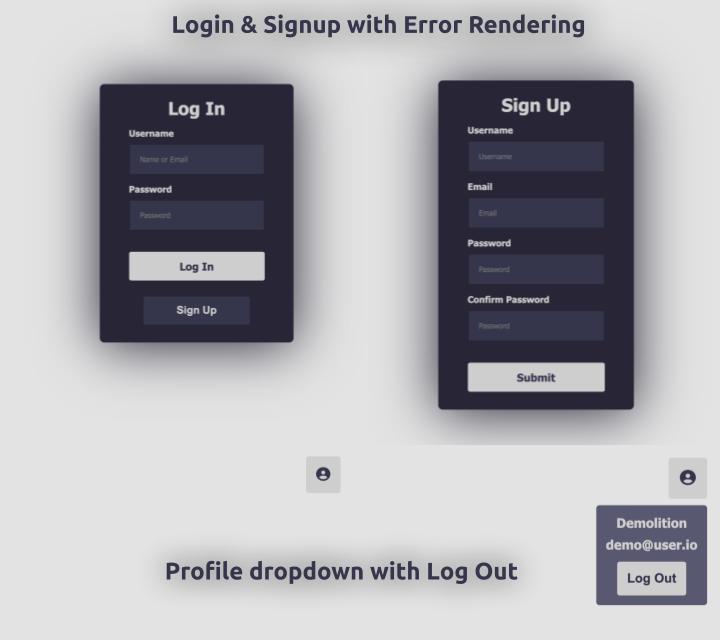 Login & Signup with Error Rendering
Log In
Username
Name or Email
Password
Password
Log In
Sign Up
Sign Up
Username
Username
Email
Email
Password
Password
Confirm Password
Password
Submit
Demolition
demo@user.io
Log Out
Profile dropdown with Log Out